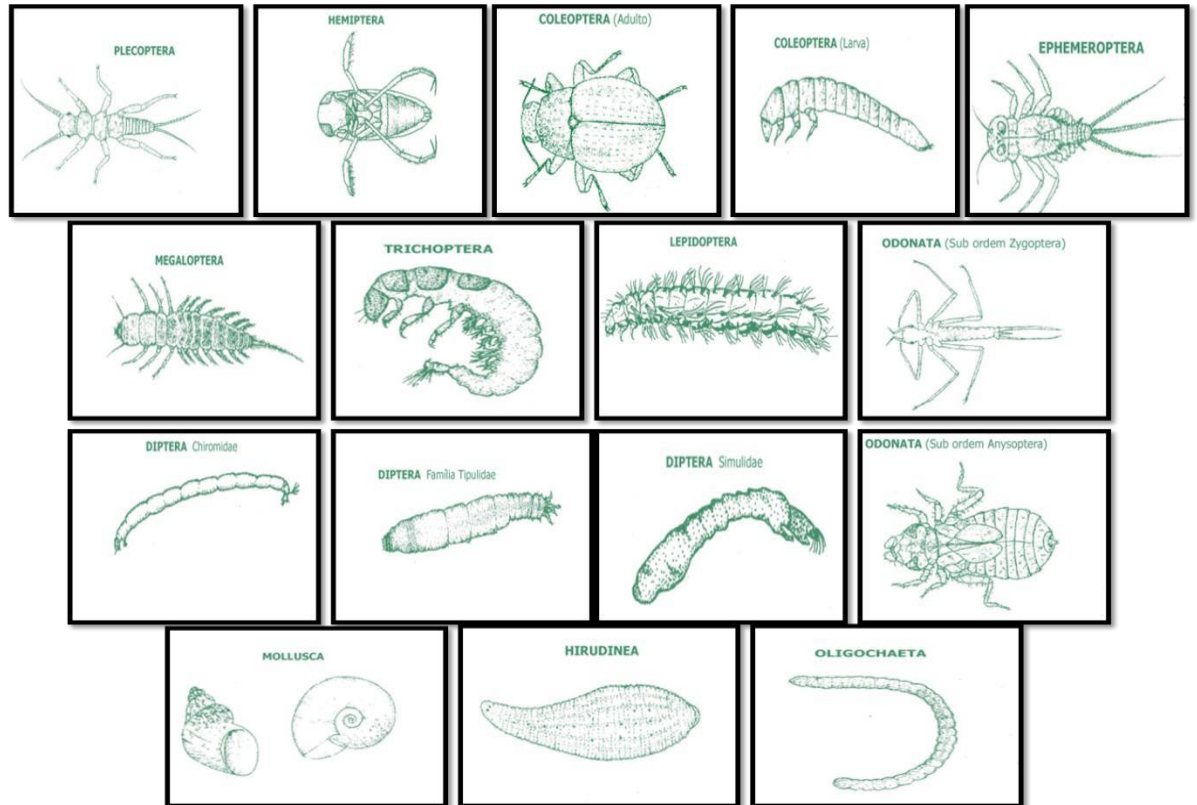 PLECOPTERA
HEMIPTERA
COLEOPTERA (Adulto)
COLEOPTERA (Larva)
EPHEMEROPTERA
MEGALOPTERA
TRICHOPTERA
LEPIDOPTERA
ODONATA (Sub ordem Zygoptera)
DIPTERA Chiromidae
DIPTERA Família Tipulidae
DIPTERA Simulidae
ODONATA (Sub ordem Anysoptera)
MOLLUSCA
HIRUDINEA
OLIGOCHAETA